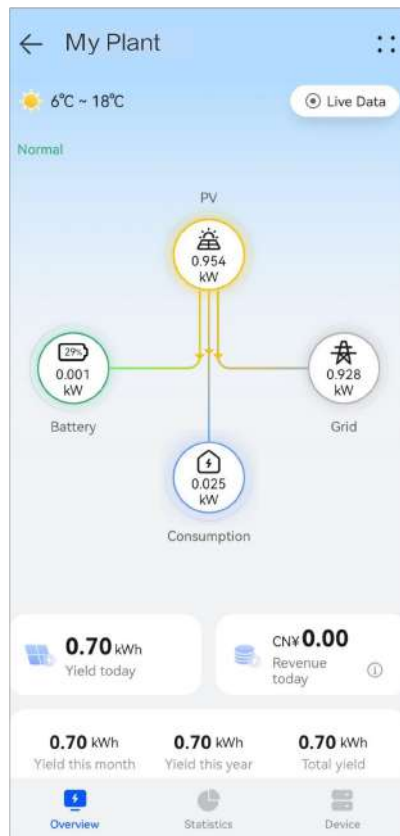 My Plant
6°C ~ 18°C
Live Data
Normal
PV
0.954
kW
29%
0.001
kW
0.928
kW
Battery
Grid
0.025
kW
Consumption
0.70 kWh
Yield today
CN¥ 0.00
Revenue
today
0.70 kWh
0.70 kWh
0.70 kWh
Yield this month
Yield this year
Total yield
Overview
Statistics
Device